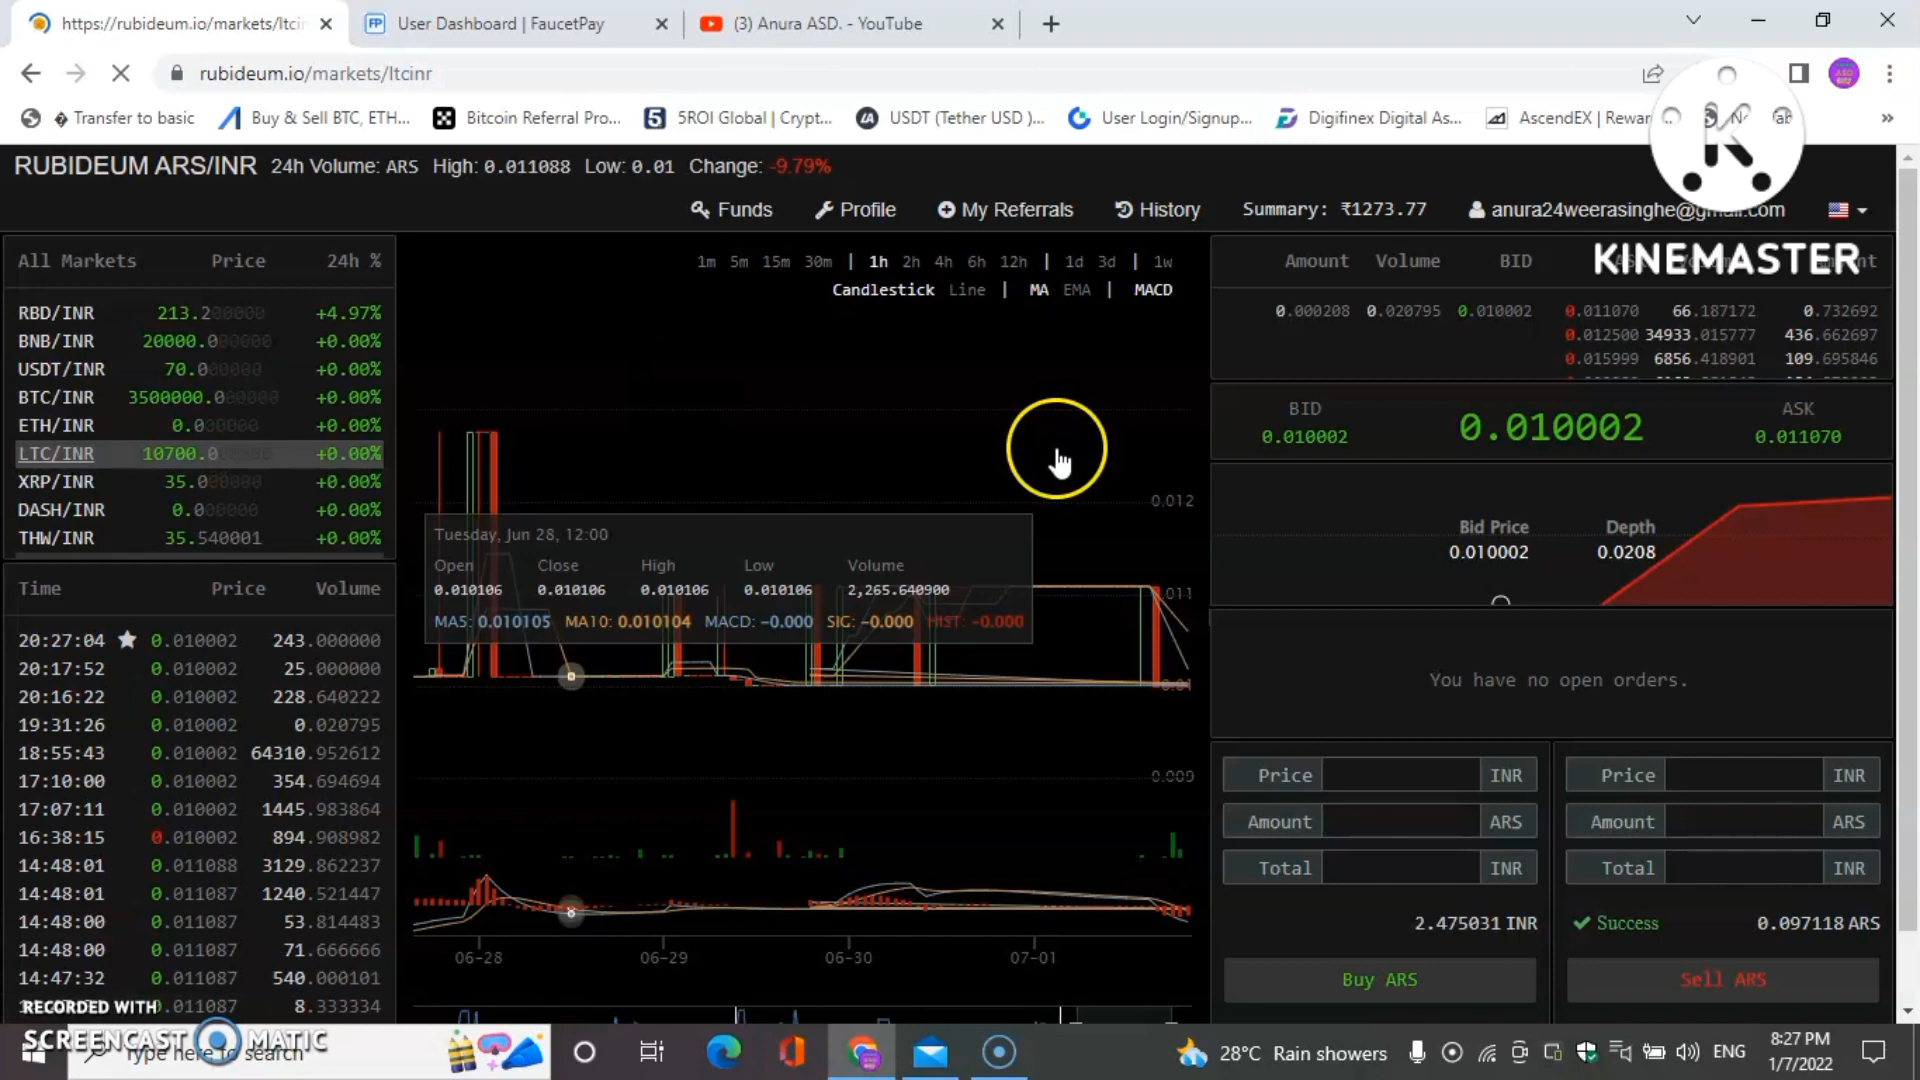 https://rubideum.io/markets/ltcin
User Dashboard | FaucetPay
(3) Anura ASD. - YouTube
rubideum.io/markets/ltcinr
Transfer to basic
Buy & Sell BTC, ETH...
Bitcoin Referral Pro...
5ROI Global | Crypt...
USDT (Tether USD )...
User Login/Signup...
Digifinex Digital As...
AscendEX | Rewar
RUBIDEUM ARS/INR 24h Volume: ARS High: 0.011088 Low: 0.01 Change: -9.79%
Funds Profile My Referrals History Summary: ₹1273.77 anura24weerasinghe@gmail.com
KINEMASTER
All Markets Price 24h %
RBD/INR 213.200000 +4.97%
BNB/INR 20000.000000 +0.00%
USDT/INR 70.000000 +0.00%
BTC/INR 3500000.000000 +0.00%
ETH/INR 0.000000 +0.00%
LTC/INR 10700.0 +0.00%
XRP/INR 35.000000 +0.00%
DASH/INR 0.000000 +0.00%
THW/INR 35.540001 +0.00%
Time Price Volume
20:27:04 0.010002 243.000000
20:17:52 0.010002 25.000000
20:16:22 0.010002 228.640222
19:31:26 0.010002 0.020795
18:55:43 0.010002 64310.952612
17:10:00 0.010002 354.694694
17:07:11 0.010002 1445.983864
16:38:15 0.010002 894.908982
14:48:01 0.011088 3129.862237
14:48:01 0.011087 1240.521447
14:48:00 0.011087 53.814483
14:48:00 0.011087 71.666666
14:47:32 0.011087 540.000101
.011087 8.333334
1m 5m 15m 30m | 1h 2h 4h 6h 12h | 1d 3d | 1w
Candlestick Line | MA EMA | MACD
0.012
Tuesday, Jun 28, 12:00
Open Close High Low Volume
0.010106 0.010106 0.010106 0.010106 2,265.640900
MA5: 0.010105 MA10: 0.010104 MACD: -0.000 SIG: -0.000 HIST: -0.000
.011
0.01
0.009
06-28 06-29 06-30 07-01
Amount Volume BID
0.000208 0.020795 0.010002
0.011070 66.187172 0.732692
0.012500 34933.015777 436.662697
0.015999 6856.418901 109.695846
BID 0.010002 ASK
0.010002 0.011070
Bid Price Depth
0.010002 0.0208
You have no open orders.
Price INR
Amount ARS
Total INR
2.475031 INR
Buy ARS
Price INR
Amount ARS
Total INR
Success 0.097118 ARS
Sell ARS
RECORDED WITH
SCREENCAST MATIC
Type here to search
28°C Rain showers
ENG
8:27 PM
1/7/2022